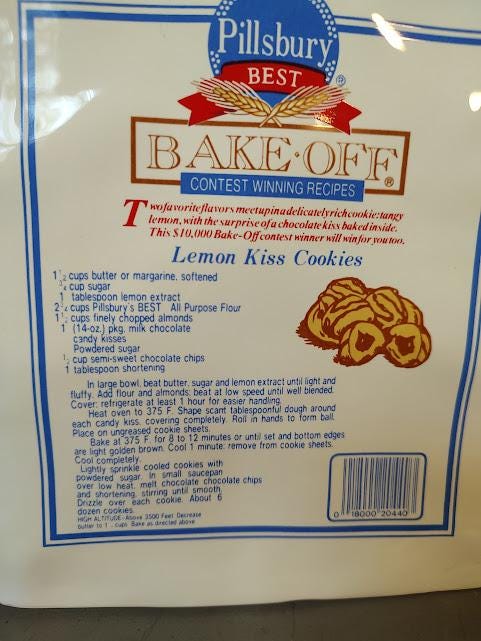 Pillsbury
BEST®
BAKE·OFF®
CONTEST WINNING RECIPES
Two favorite flavors meet up in a delicately rich cookie: tangy
lemon, with the surprise of a chocolate kiss baked inside.
This $10,000 Bake-Off contest winner will win for you too.
Lemon Kiss Cookies
1 1/2 cups butter or margarine, softened
3/4 cup sugar
1 tablespoon lemon extract
2 3/4 cups Pillsbury's BEST All Purpose Flour
cups finely chopped almonds
1 (14-oz.) pkg. milk chocolate
candy kisses
Powdered sugar
1/2 cup semi-sweet chocolate chips
1 tablespoon shortening
In large bowl, beat butter, sugar and lemon extract until light and
fluffy. Add flour and almonds; beat at low speed until well blended.
Cover; refrigerate at least 1 hour for easier handling.
Heat oven to 375 F. Shape scant tablespoonful dough around
each candy kiss, covering completely. Roll in hands to form ball.
Place on ungreased cookie sheets.
Bake at 375 F. for 8 to 12 minutes or until set and bottom edges
are light golden brown. Cool 1 minute; remove from cookie sheets.
Cool completely.
Lightly sprinkle cooled cookies with
powdered sugar. In small saucepan
over low heat, melt chocolate chocolate chips
and shortening, stirring until smooth.
Drizzle over each cookie. About 6
dozen cookies.
HIGH ALTITUDE-Above 3500 Feet Decrease
butter to 1 cups Bake as directed above
0 18000 20440